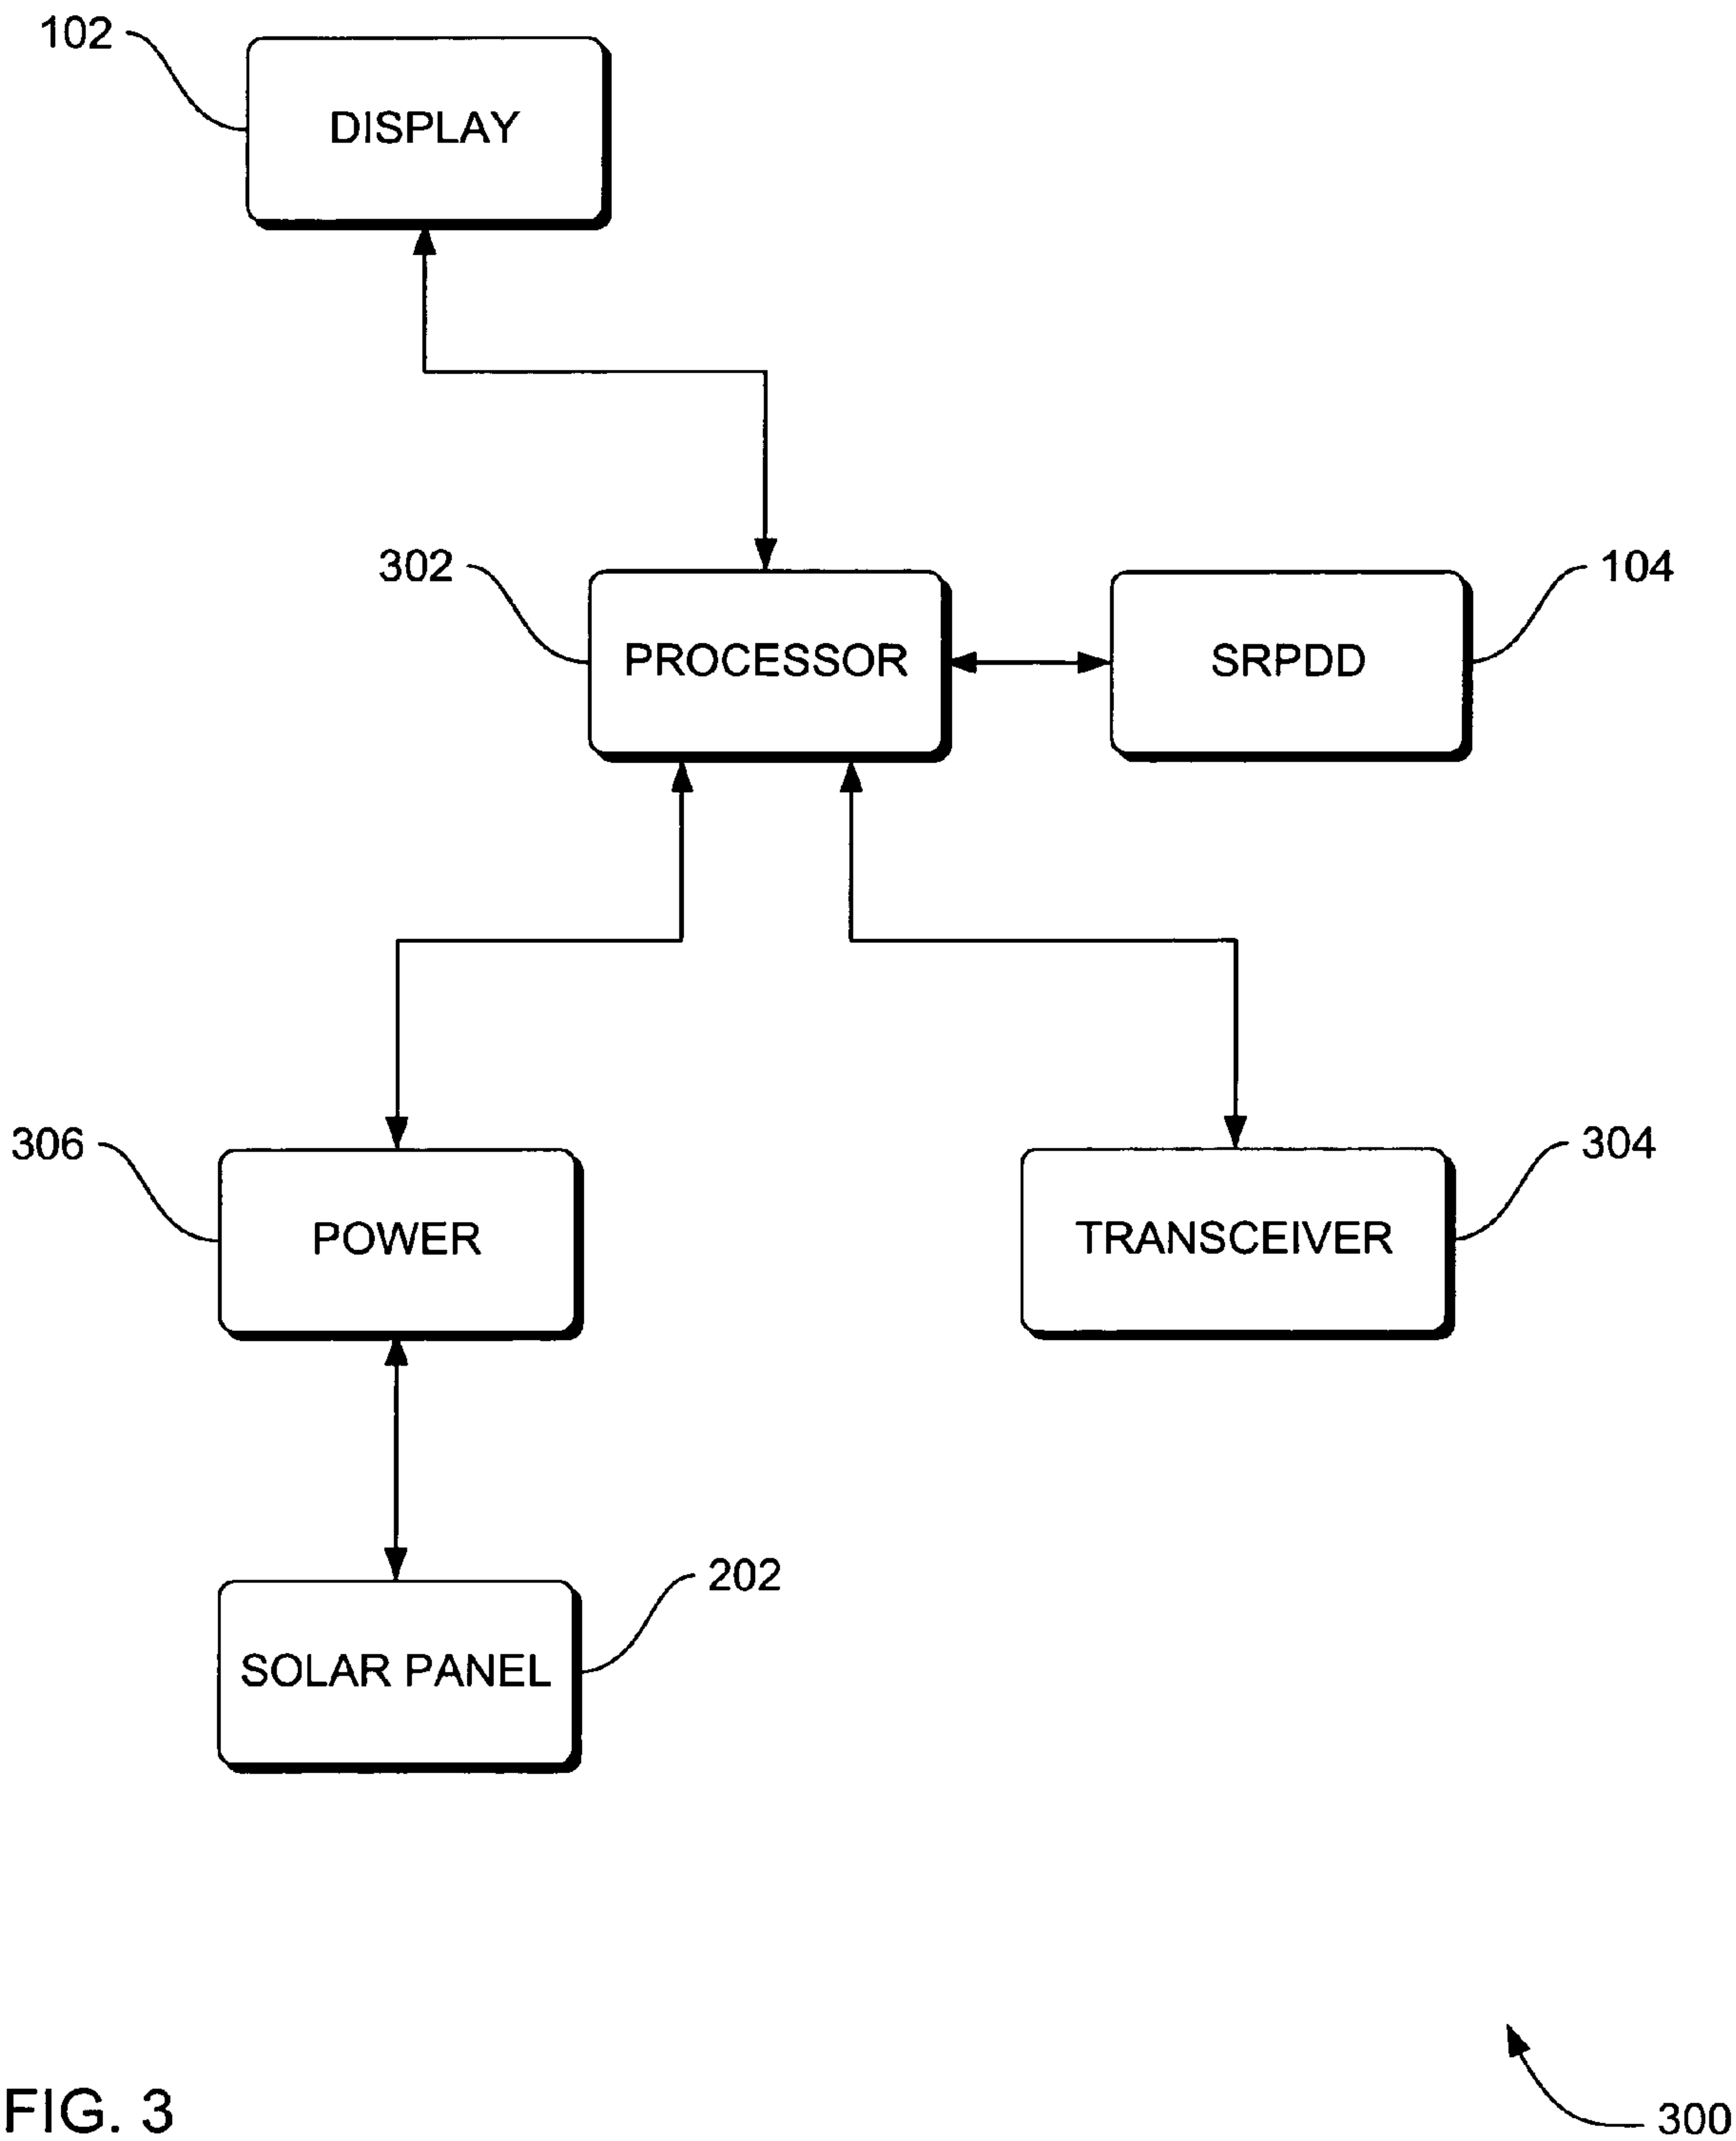 102
DISPLAY
302
104
PROCESSOR
SRPDD
306
304
POWER
TRANSCEIVER
202
SOLAR PANEL
FIG. 3
300